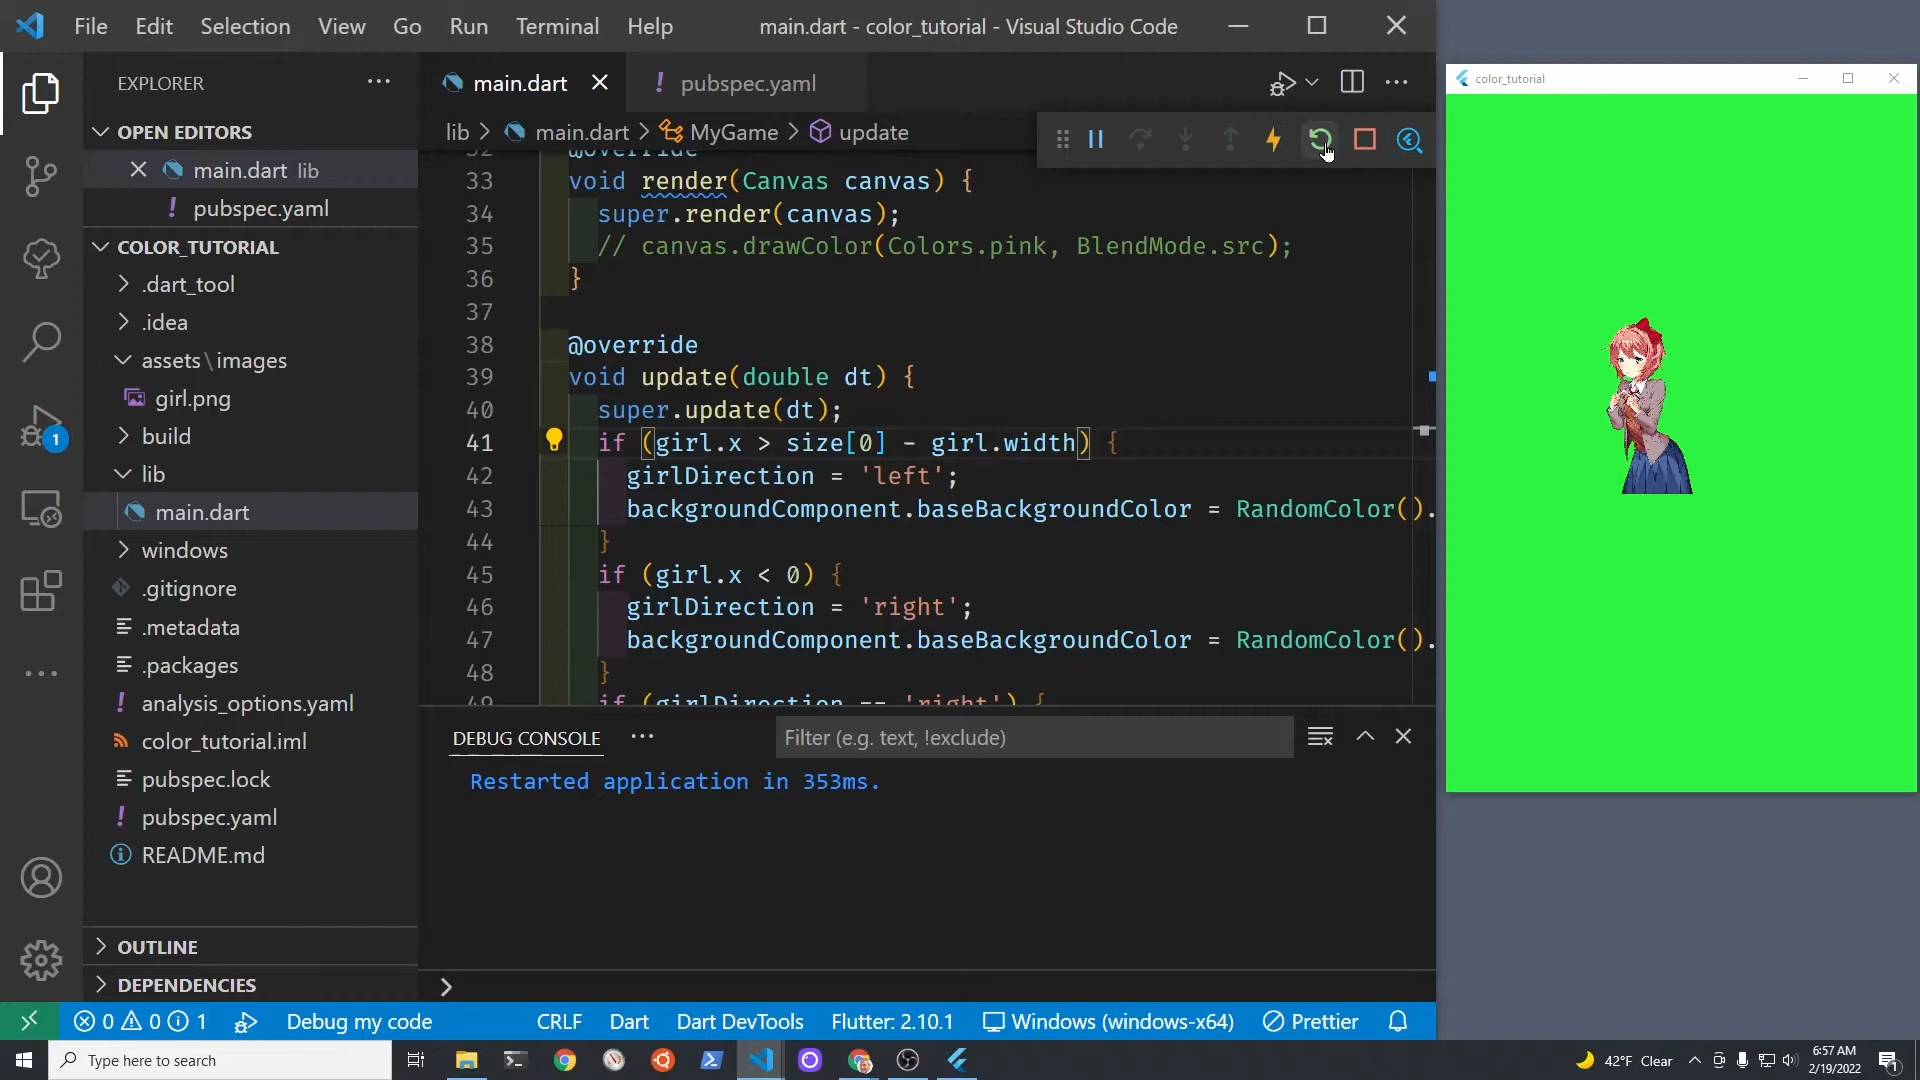 File Edit Selection View Go Run Terminal Help
main.dart - color_tutorial - Visual Studio Code
EXPLORER
OPEN EDITORS
main.dart lib
pubspec.yaml
COLOR_TUTORIAL
.dart_tool
.idea
assets\images
girl.png
build
lib
main.dart
windows
.gitignore
.metadata
.packages
analysis_options.yaml
color_tutorial.iml
pubspec.lock
pubspec.yaml
README.md
OUTLINE
DEPENDENCIES
1
main.dart
pubspec.yaml
lib > main.dart > MyGame > update
32 @override
33 void render(Canvas canvas) {
34 super.render(canvas);
35 // canvas.drawColor(Colors.pink, BlendMode.src);
36 }
37
38 @override
39 void update(double dt) {
40 super.update(dt);
41 if (girl.x > size[0] - girl.width) {
42 girlDirection = 'left';
43 backgroundComponent.baseBackgroundColor = RandomColor().
44 }
45 if (girl.x < 0) {
46 girlDirection = 'right';
47 backgroundComponent.baseBackgroundColor = RandomColor().
48 }
49 if (girlDirection == 'right') {
DEBUG CONSOLE
Filter (e.g. text, !exclude)
Restarted application in 353ms.
color_tutorial
0 0 1 Debug my code CRLF Dart Dart DevTools Flutter: 2.10.1 Windows (windows-x64) Prettier
Type here to search
42°F Clear
6:57 AM
2/19/2022
1